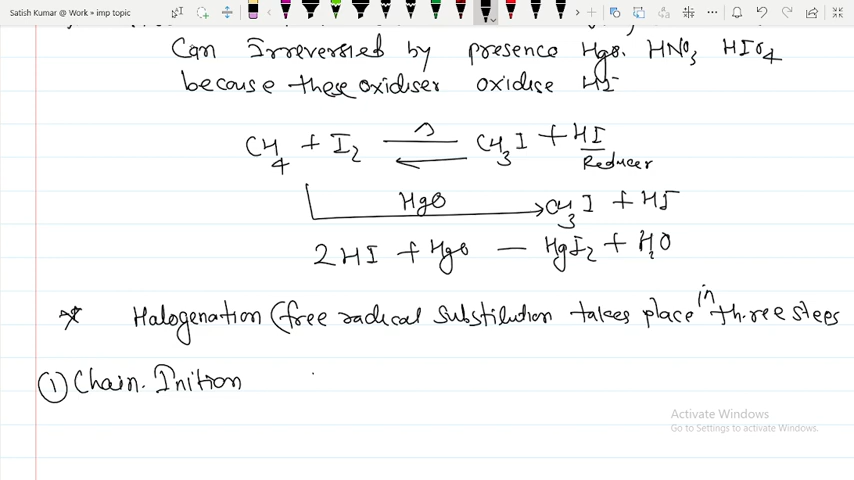 Satish Kumar @ Work » imp topic
Can Irreversied by presence HgO. HNO3 HIO4
because these oxidiser oxidise HI
CH4 + I2 ⇌ Δ CH3I + HI
Reducer
HgO → CH3I + HI
2HI + HgO — HgI2 + H2O
* Halogenation (free radical substitution takes place in three steps
① Chain. Inition
Activate Windows
Go to Settings to activate Windows.